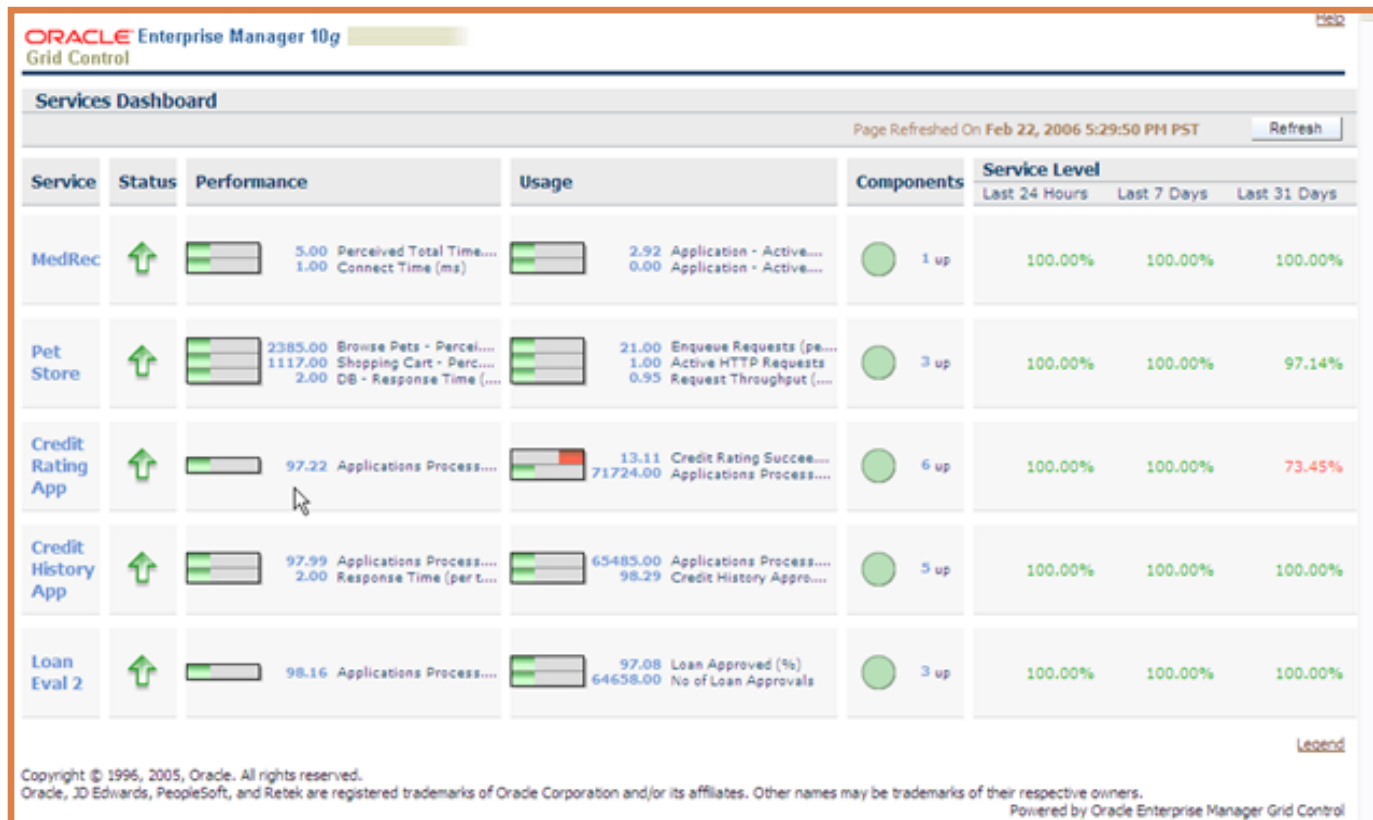 Help
ORACLE Enterprise Manager 10g
Grid Control
Services Dashboard
Page Refreshed On Feb 22, 2006 5:29:50 PM PST Refresh
Service Status Performance Usage Components Service Level
Last 24 Hours Last 7 Days Last 31 Days
MedRec
5.00 Perceived Total Time....
1.00 Connect Time (ms)
2.92 Application - Active....
0.00 Application - Active....
1 up
100.00% 100.00% 100.00%
Pet
Store
2385.00 Browse Pets - Percei....
1117.00 Shopping Cart - Perc....
2.00 DB - Response Time (....
21.00 Enqueue Requests (pe....
1.00 Active HTTP Requests
0.95 Request Throughput (....
3 up
100.00% 100.00% 97.14%
Credit
Rating
App
97.22 Applications Process....
13.11 Credit Rating Succee....
71724.00 Applications Process....
6 up
100.00% 100.00% 73.45%
Credit
History
App
97.99 Applications Process....
2.00 Response Time (per t....
65485.00 Applications Process....
98.29 Credit History Appro....
5 up
100.00% 100.00% 100.00%
Loan
Eval 2
98.16 Applications Process....
97.08 Loan Approved (%)
64658.00 No of Loan Approvals
3 up
100.00% 100.00% 100.00%
Legend
Copyright © 1996, 2005, Oracle. All rights reserved.
Oracle, JD Edwards, PeopleSoft, and Retek are registered trademarks of Oracle Corporation and/or its affiliates. Other names may be trademarks of their respective owners.
Powered by Oracle Enterprise Manager Grid Control